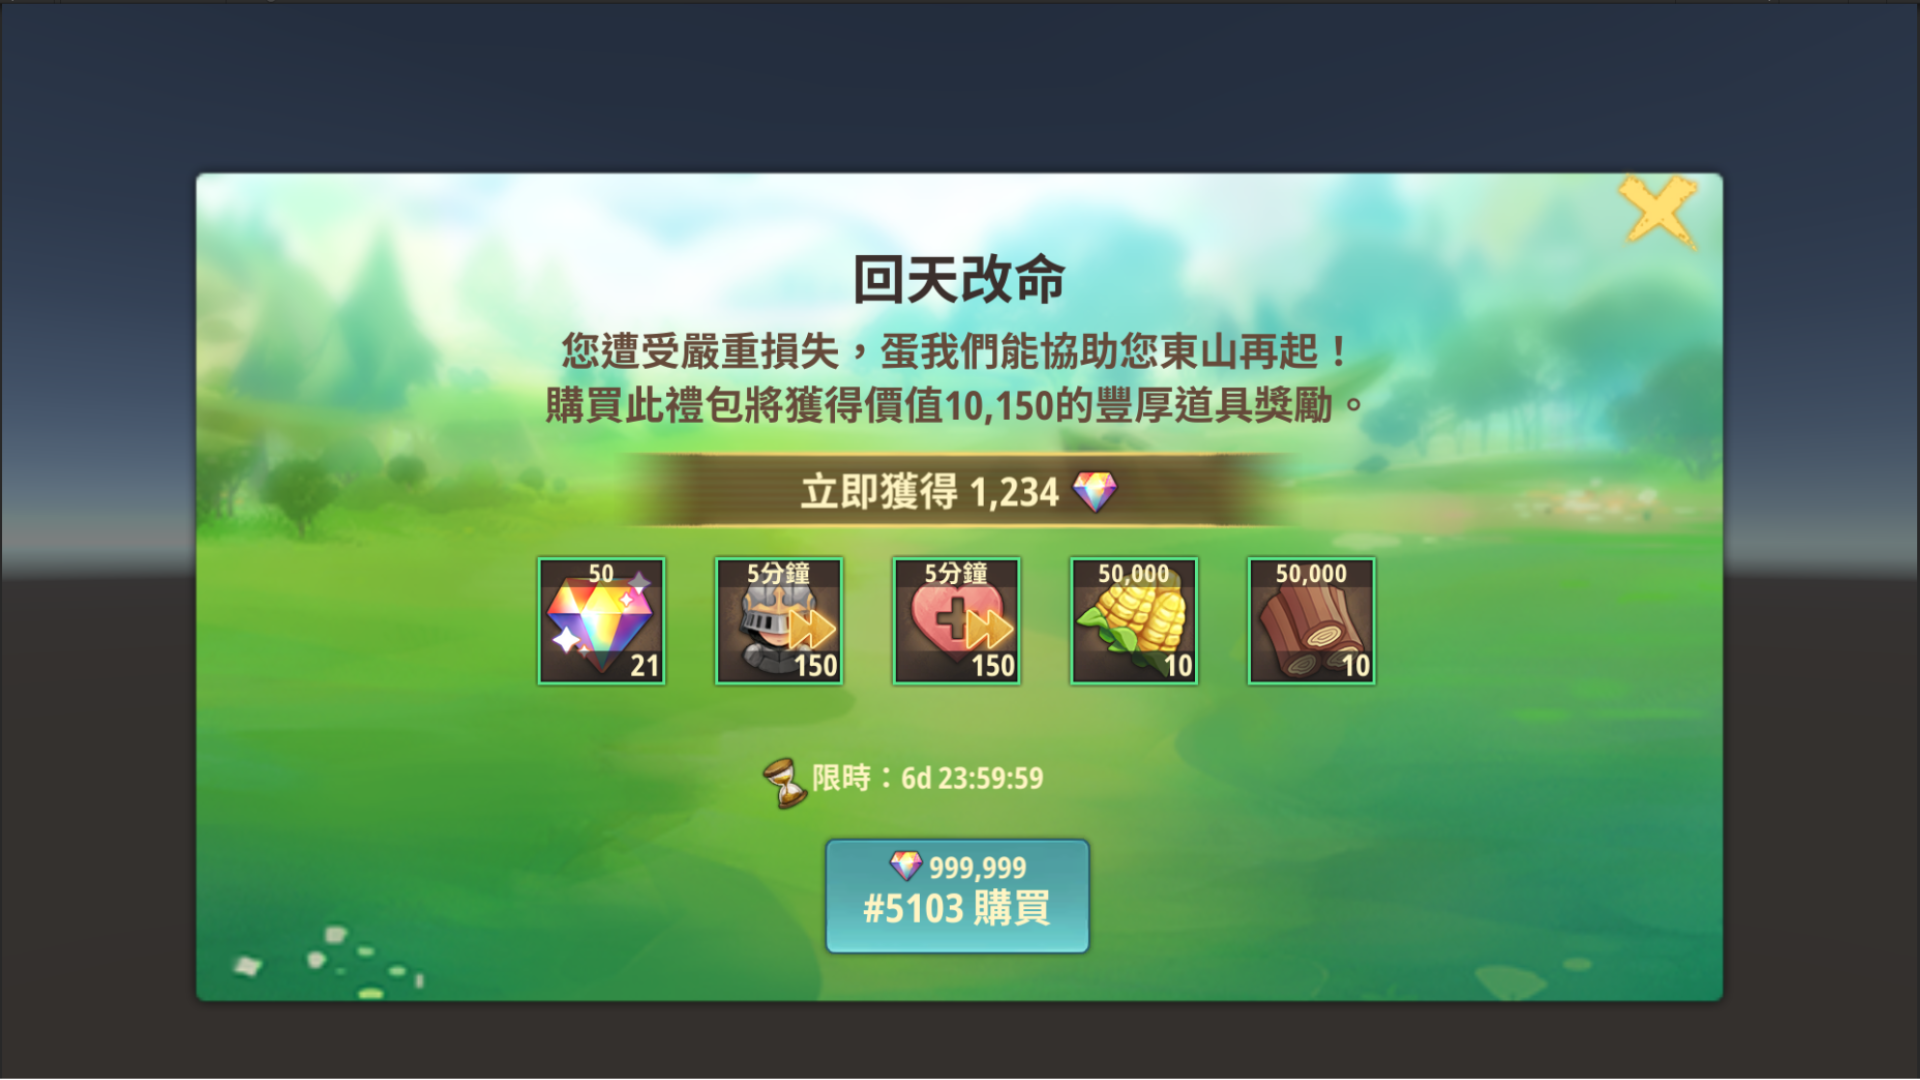 回天改命
您遭受嚴重損失，蛋我們能協助您東山再起！
購買此禮包將獲得價值10,150的豐厚道具獎勵。
立即獲得 1,234
50
21
5分鐘
150
5分鐘
150
50,000
10
50,000
10
限時：6d 23:59:59
999,999
#5103 購買